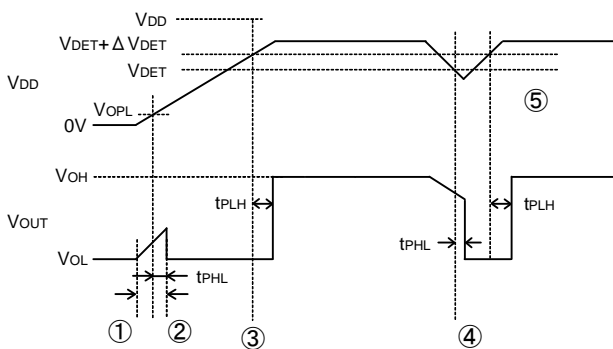 VDD
VDET+ΔVDET
VDET
VDD
⑤
VOPL
0V
VOH
tPLH
tPLH
VOUT
tPHL
VOL
tPHL
① ② ③ ④